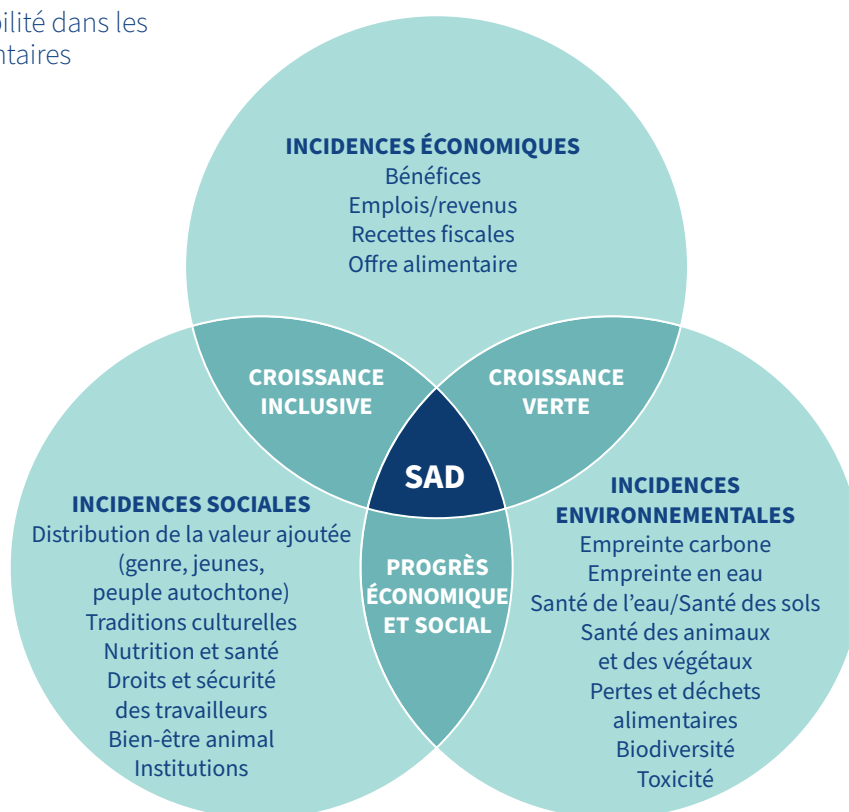 bilité dans les
ntaires
INCIDENCES ÉCONOMIQUES
Bénéfices
Emplois/revenus
Recettes fiscales
Offre alimentaire
CROISSANCE
INCLUSIVE
CROISSANCE
VERTE
SAD
INCIDENCES SOCIALES
Distribution de la valeur ajoutée
(genre, jeunes,
peuple autochtone)
Traditions culturelles
Nutrition et santé
Droits et sécurité
des travailleurs
Bien-être animal
Institutions
PROGRÈS
ÉCONOMIQUE
ET SOCIAL
INCIDENCES
ENVIRONNEMENTALES
Empreinte carbone
Empreinte en eau
Santé de l’eau/Santé des sols
Santé des animaux
et des végétaux
Pertes et déchets
alimentaires
Biodiversité
Toxicité